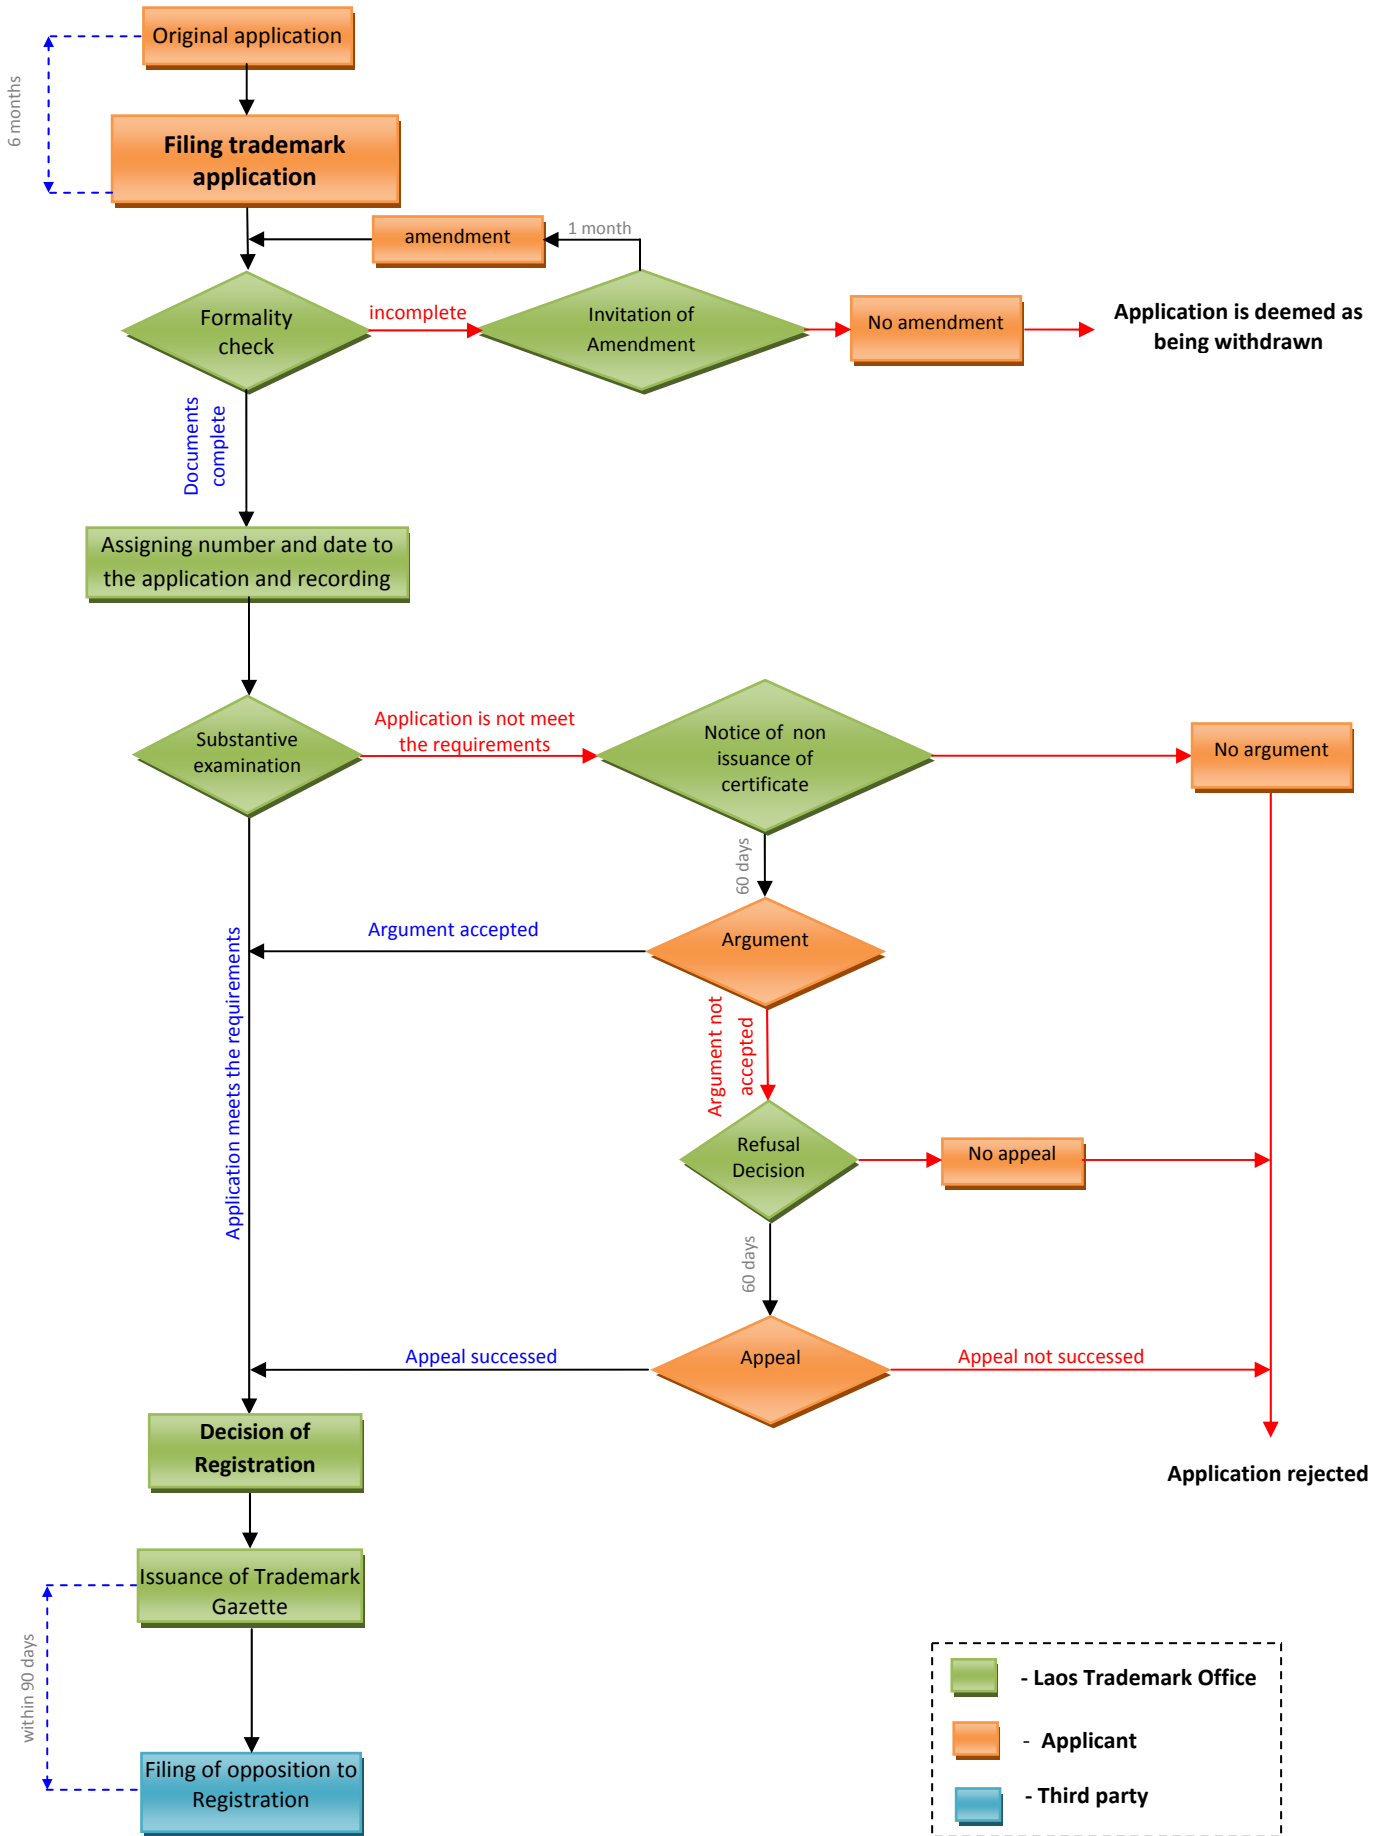 Original application
6 months
Filing trademark
application
amendment
1 month
Formality
check
incomplete
Invitation of
Amendment
No amendment
Application is deemed as
being withdrawn
Documents
complete
Assigning number and date to
the application and recording
Substantive
examination
Application is not meet
the requirements
Notice of non
issuance of
certificate
No argument
60 days
Argument accepted
Argument
Application meets the requirements
Argument not
accepted
Refusal
Decision
No appeal
60 days
Appeal successed
Appeal
Appeal not successed
Decision of
Registration
Application rejected
Issuance of Trademark
Gazette
within 90 days
Filing of opposition to
Registration
- Laos Trademark Office
- Applicant
- Third party